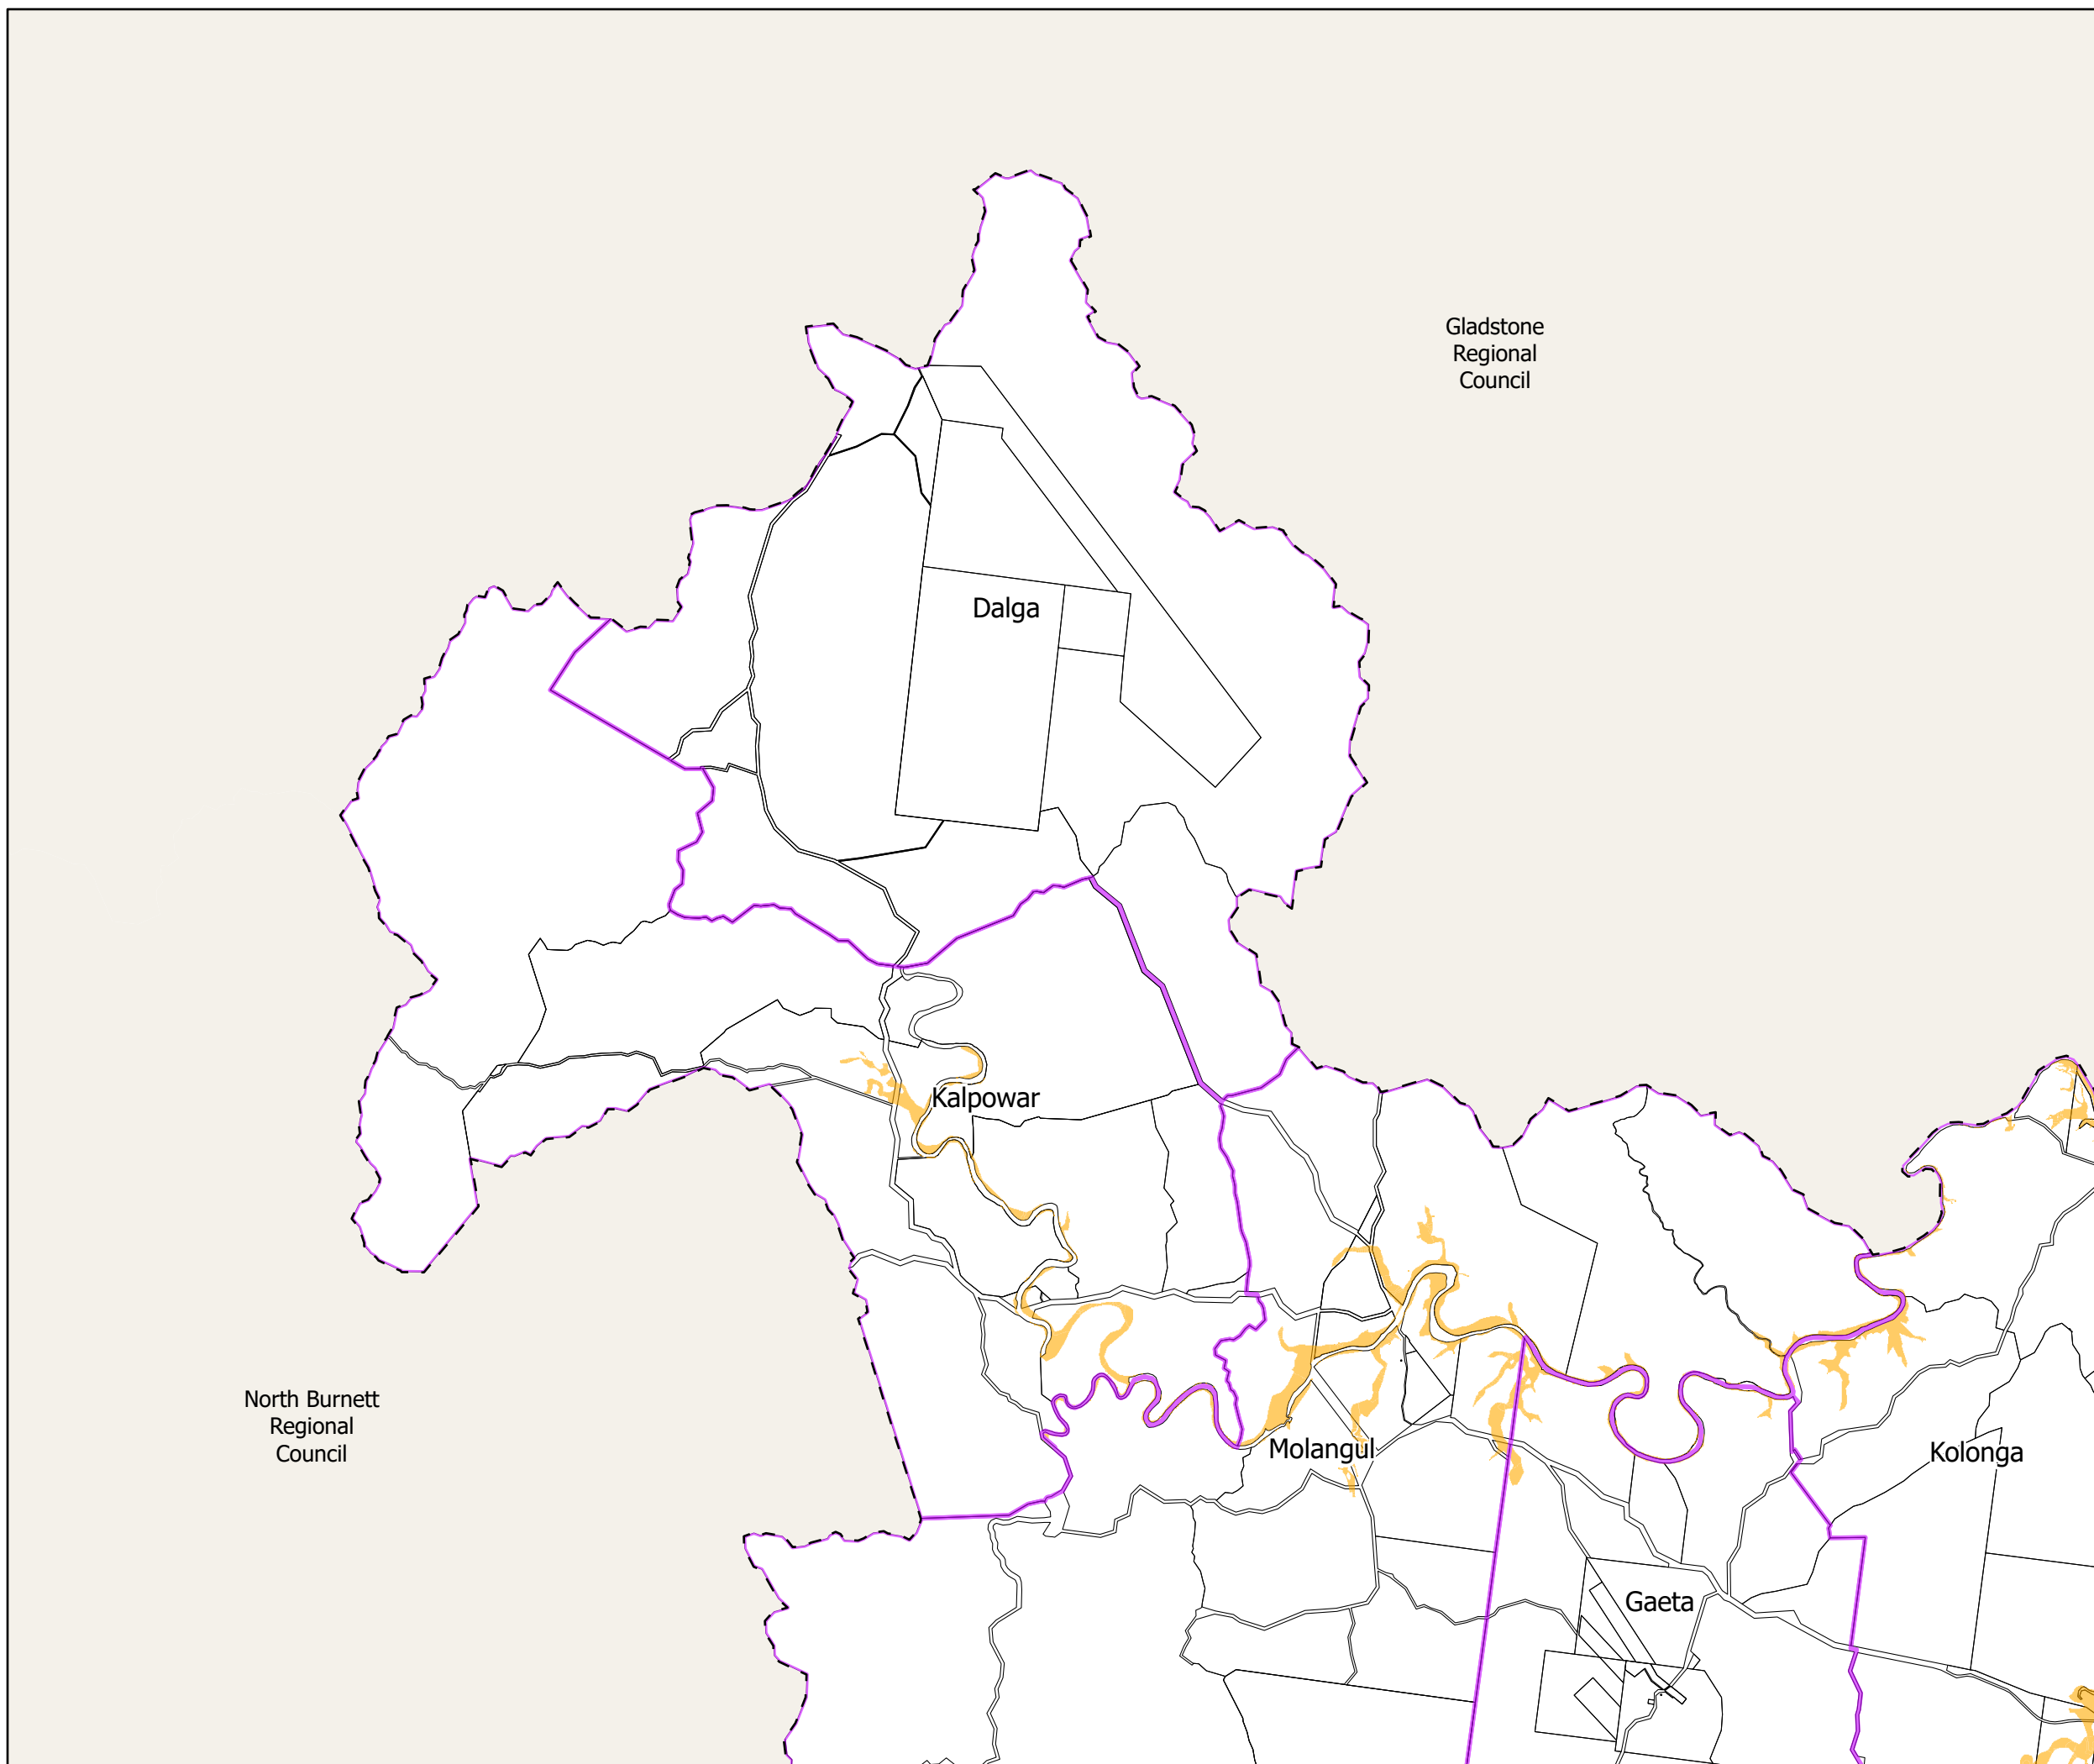 Gladstone
Regional
Council
Dalga
Kalpowar
North Burnett
Regional
Council
Molangul
Kolonga
Gaeta